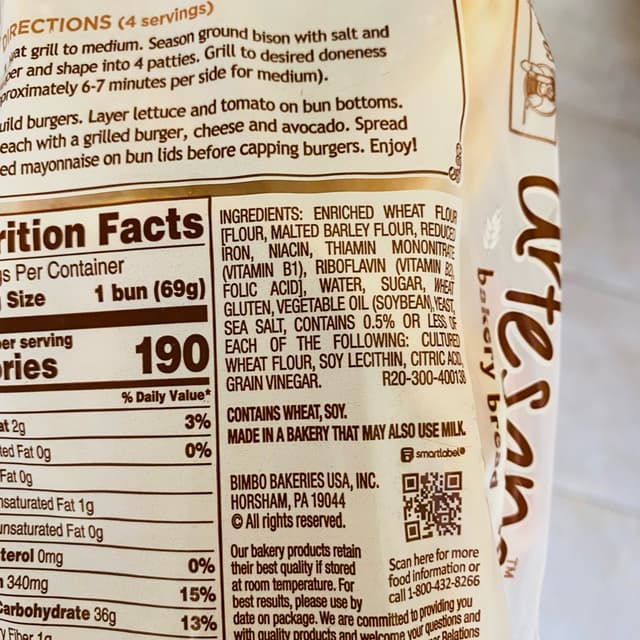 DIRECTIONS (4 servings)
at grill to medium. Season ground bison with salt and
per and shape into 4 patties. Grill to desired doneness
proximately 6-7 minutes per side for medium).
uild burgers. Layer lettuce and tomato on bun bottoms.
each with a grilled burger, cheese and avocado. Spread
ed mayonnaise on bun lids before capping burgers. Enjoy!
rition Facts
gs Per Container
Size 1 bun (69g)
per serving
ries 190
% Daily Value*
at 2g 3%
ted Fat 0g 0%
Fat 0g
nsaturated Fat 1g
unsaturated Fat 0g
terol 0mg 0%
340mg 15%
Carbohydrate 36g 13%
y Fiber 1g
INGREDIENTS: ENRICHED WHEAT FLOUR
[FLOUR, MALTED BARLEY FLOUR, REDUCED
IRON, NIACIN, THIAMIN MONONITRATE
(VITAMIN B1), RIBOFLAVIN (VITAMIN B2),
FOLIC ACID], WATER, SUGAR, WHEAT
GLUTEN, VEGETABLE OIL (SOYBEAN), YEAST,
SEA SALT, CONTAINS 0.5% OR LESS OF
EACH OF THE FOLLOWING: CULTURED
WHEAT FLOUR, SOY LECITHIN, CITRIC ACID,
GRAIN VINEGAR. R20-300-400138
CONTAINS WHEAT, SOY.
MADE IN A BAKERY THAT MAY ALSO USE MILK.
smartlabel
BIMBO BAKERIES USA, INC.
HORSHAM, PA 19044
© All rights reserved.
Our bakery products retain
their best quality if stored
at room temperature. For
best results, please use by
date on package. We are committed to providing you
with quality products and welcome your questions and
Relations
Scan here for more
food information or
call 1-800-432-8266
artesano™
bakery bread